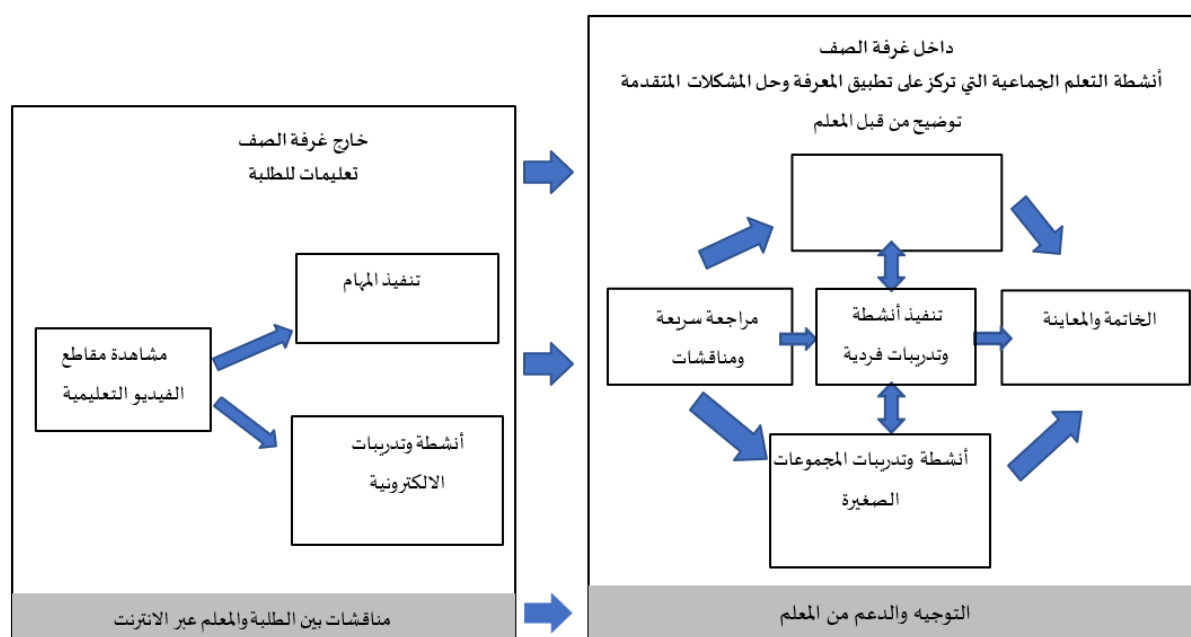 داخل غرفة الصف
أنشطة التعلم الجماعية التي تركز على تطبيق المعرفة وحل المشكلات المتقدمة
توضيح من قبل المعلم
مراجعة سريعة
ومناقشات
تنفيذ أنشطة
وتدريبات فردية
الخاتمة والمعاينة
أنشطة وتدريبات المجموعات
الصغيرة
التوجيه والدعم من المعلم
خارج غرفة الصف
تعليمات للطلبة
تنفيذ المهام
مشاهدة مقاطع
الفيديو التعليمية
أنشطة وتدريبات
الالكترونية
مناقشات بين الطلبة والمعلم عبر الانترنت